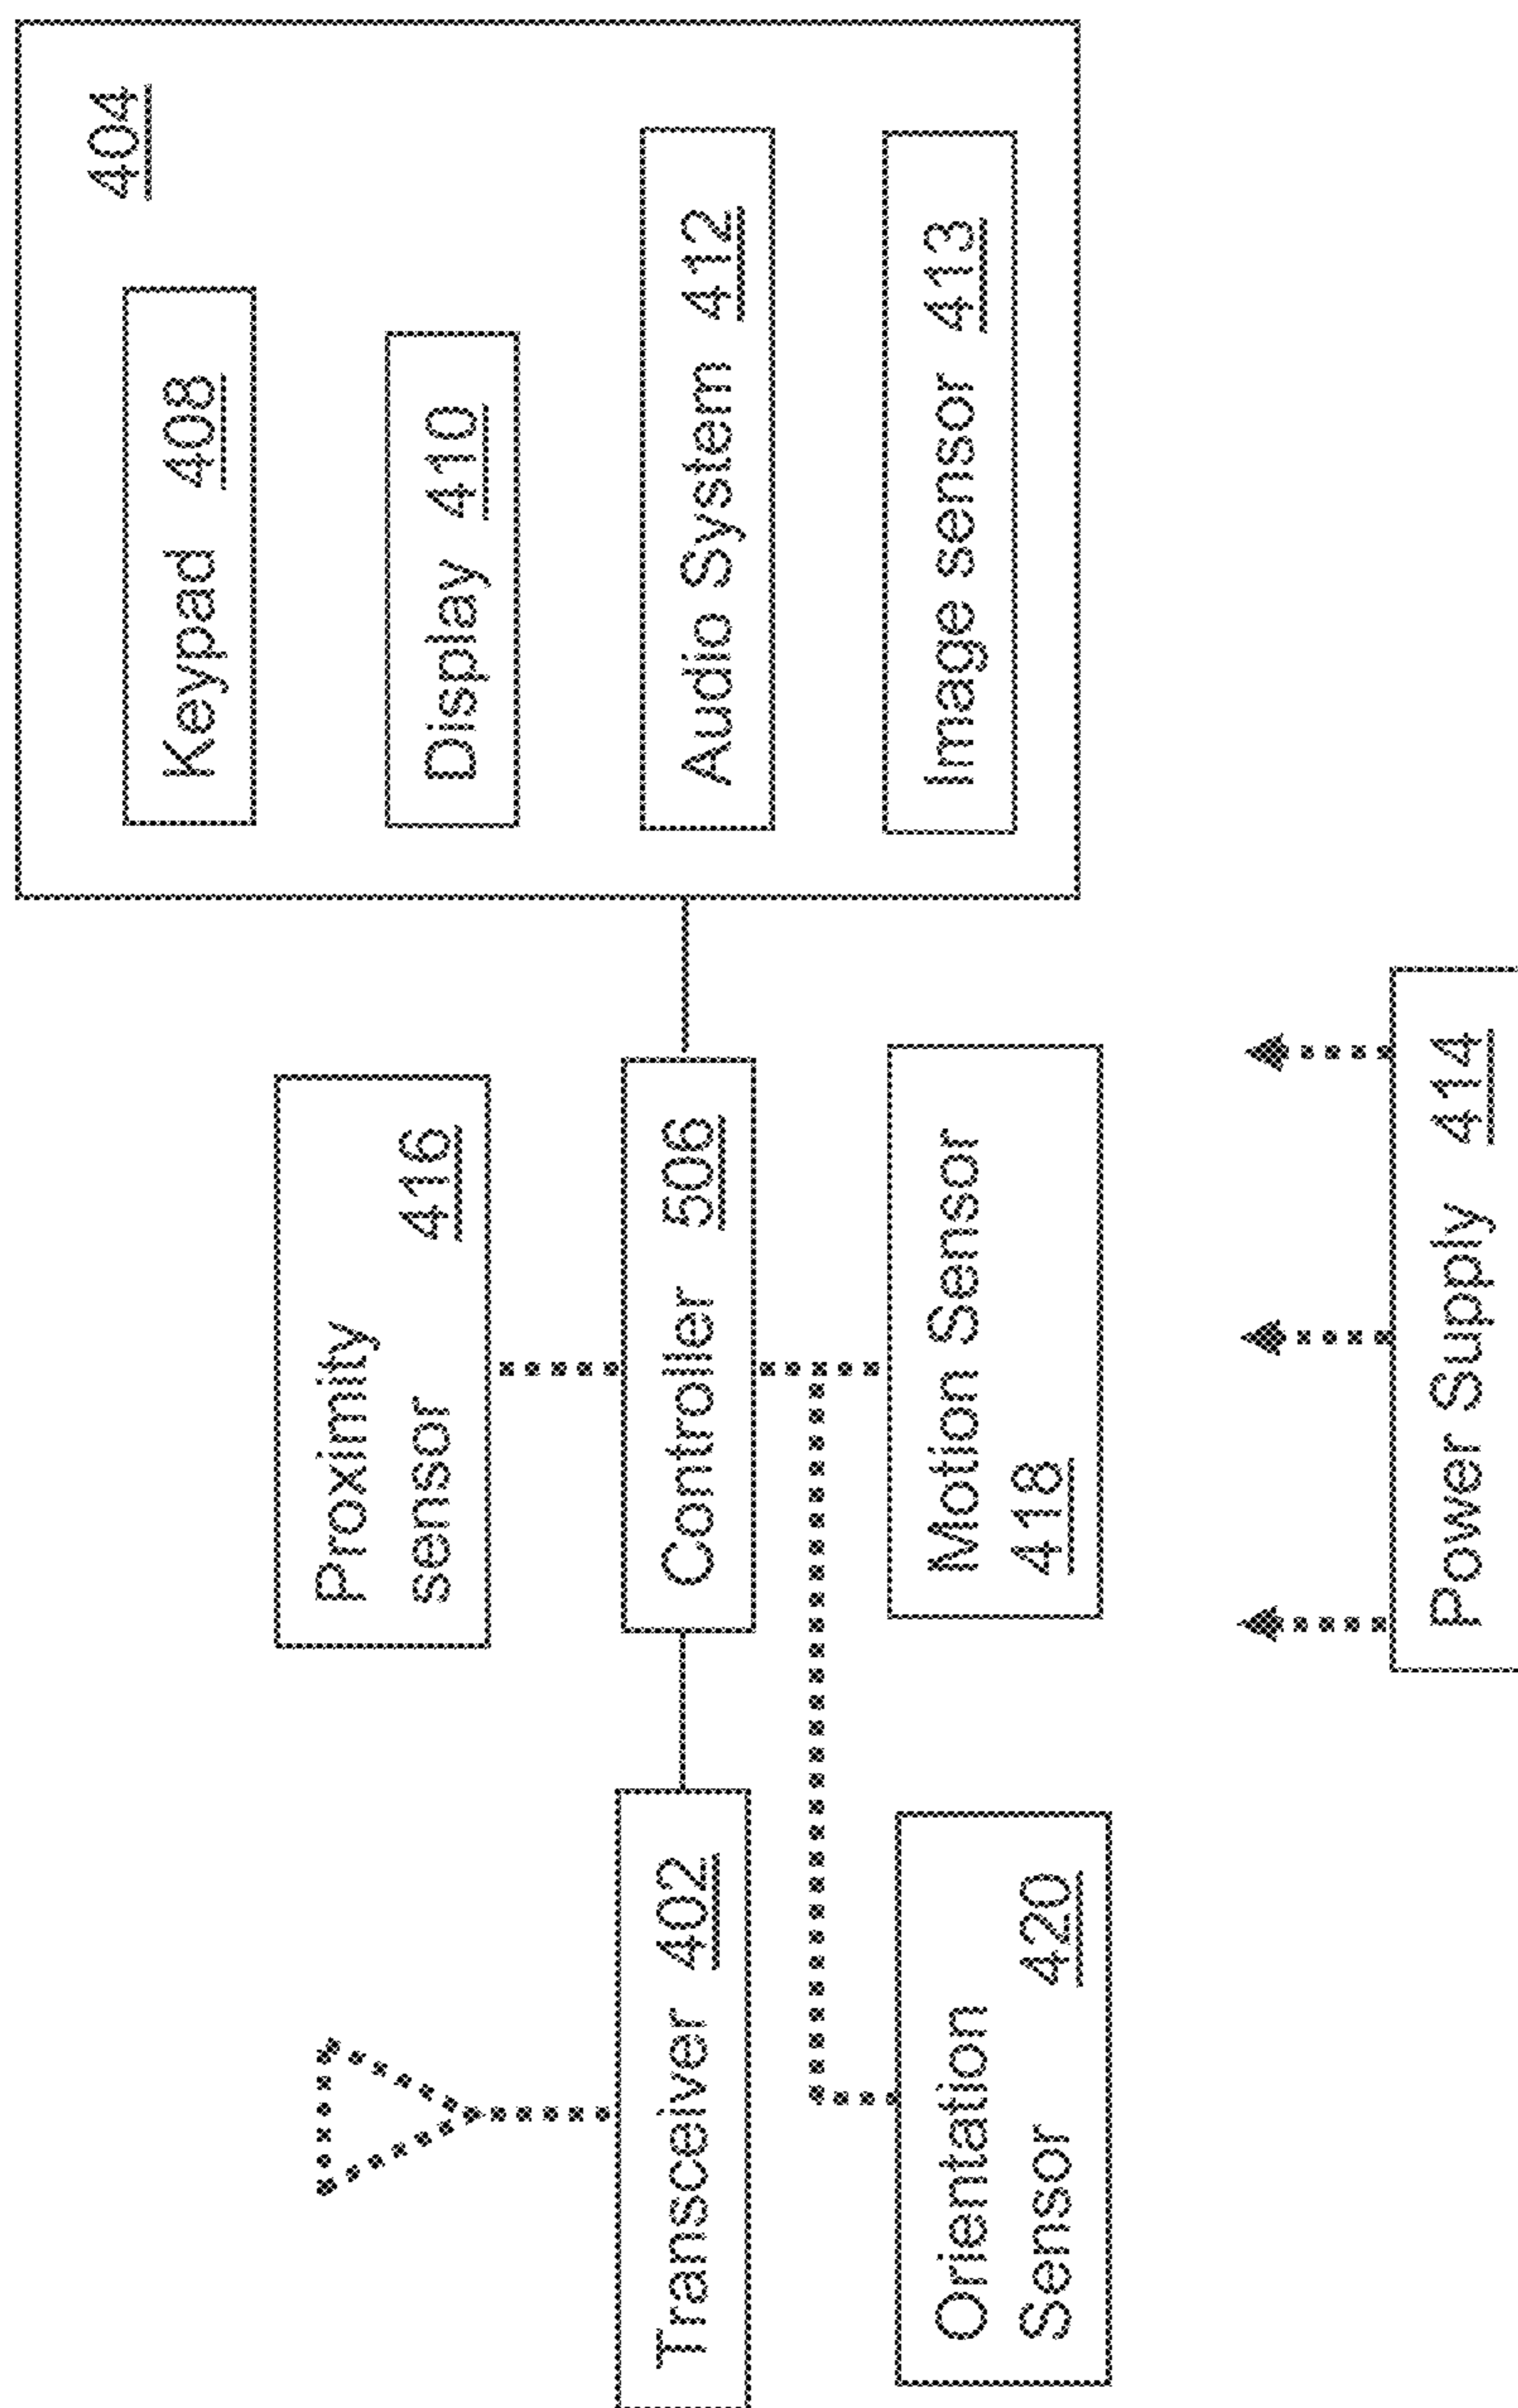 404
Keypad 408
Display 410
Audio System 412
Image sensor 413
Proximity
sensor 416
Controller 506
Motion Sensor
418
Transceiver 402
Orientation
Sensor 420
Power Supply 414